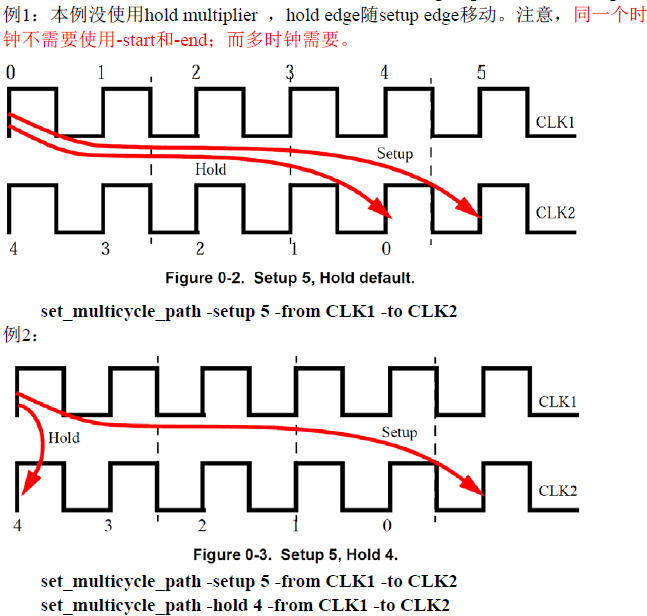 例1：本例没使用hold multiplier ，hold edge随setup edge移动。注意，同一个时
钟不需要使用-start和-end；而多时钟需要。
0 1 2 3 4 5
CLK1
Setup
Hold
CLK2
4 3 2 1 0
Figure 0-2. Setup 5, Hold default.
set_multicycle_path -setup 5 -from CLK1 -to CLK2
例2：
CLK1
Hold
Setup
CLK2
4 3 2 1 0
Figure 0-3. Setup 5, Hold 4.
set_multicycle_path -setup 5 -from CLK1 -to CLK2
set_multicycle_path -hold 4 -from CLK1 -to CLK2